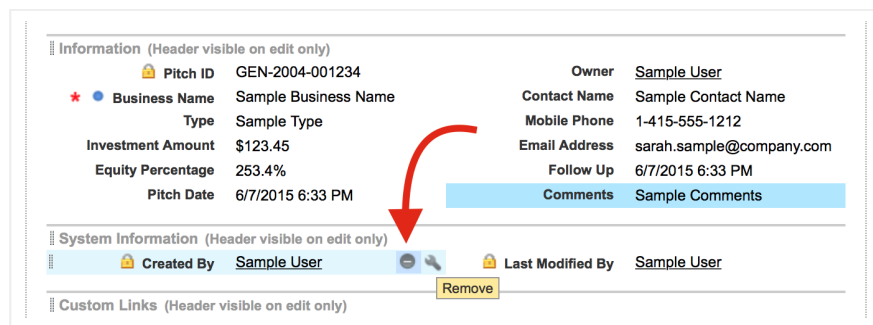 Information (Header visible on edit only)
Pitch ID GEN-2004-001234 Owner Sample User
* Business Name Sample Business Name Contact Name Sample Contact Name
Type Sample Type Mobile Phone 1-415-555-1212
Investment Amount $123.45 Email Address sarah.sample@company.com
Equity Percentage 253.4% Follow Up 6/7/2015 6:33 PM
Pitch Date 6/7/2015 6:33 PM Comments Sample Comments
System Information (Header visible on edit only)
Created By Sample User Last Modified By Sample User
Remove
Custom Links (Header visible on edit only)